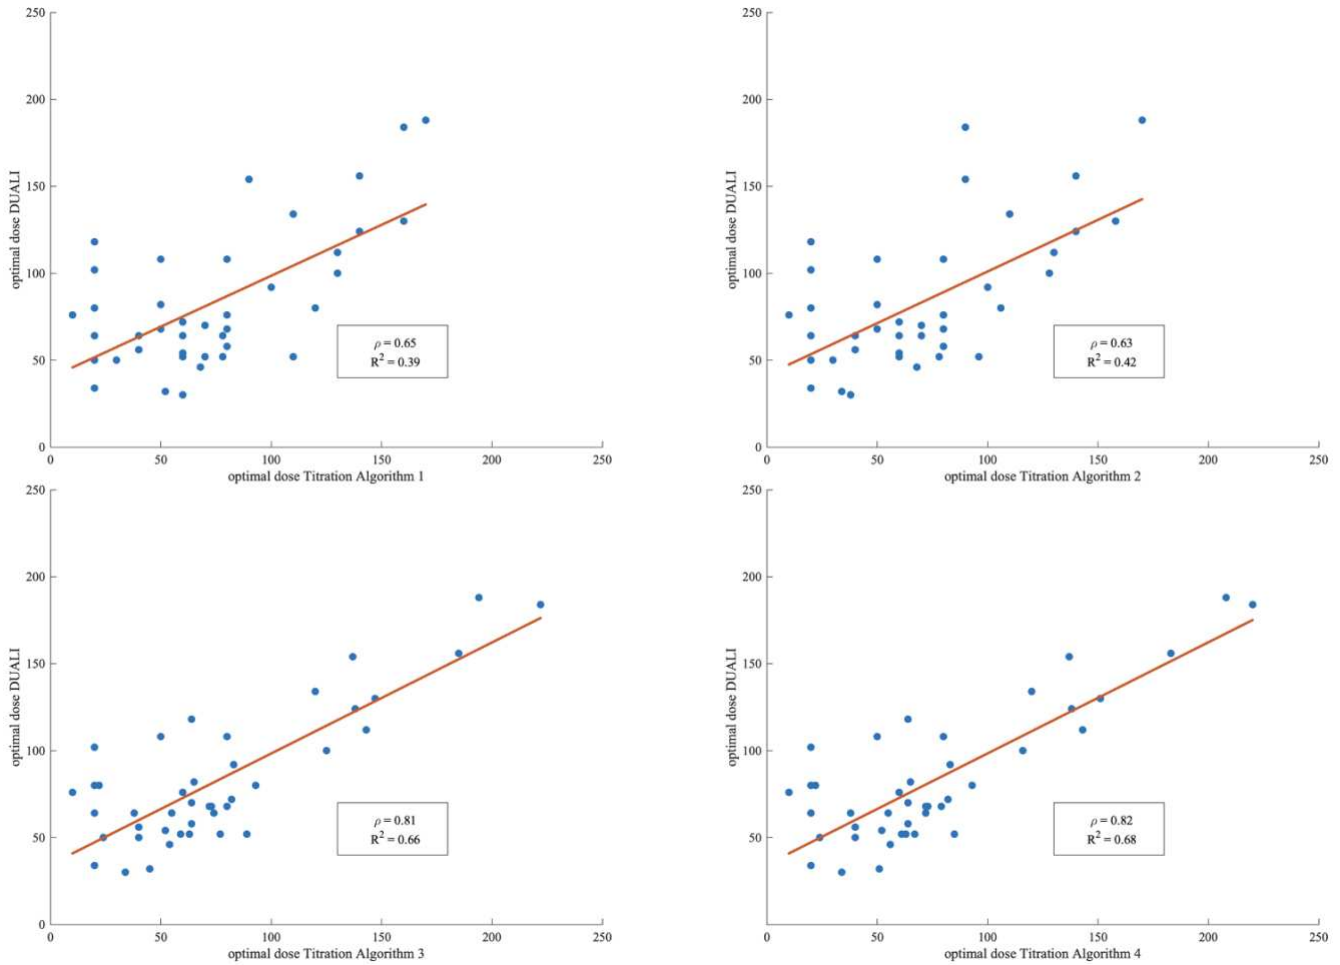 250
200
150
100
50
0
optimal dose DUALI
ρ = 0.65
R² = 0.39
0 50 100 150 200 250
optimal dose Titration Algorithm 1
250
200
150
100
50
0
optimal dose DUALI
ρ = 0.63
R² = 0.42
0 50 100 150 200 250
optimal dose Titration Algorithm 2
250
200
150
100
50
0
optimal dose DUALI
ρ = 0.81
R² = 0.66
0 50 100 150 200 250
optimal dose Titration Algorithm 3
250
200
150
100
50
0
optimal dose DUALI
ρ = 0.82
R² = 0.68
0 50 100 150 200 250
optimal dose Titration Algorithm 4